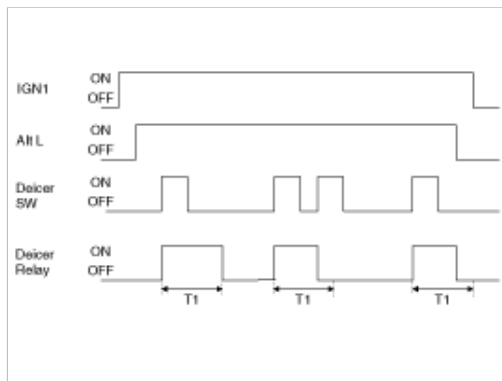 IGN1
ON
OFF
Alt L
ON
OFF
Deicer
SW
ON
OFF
Deicer
Relay
ON
OFF
T1
T1
T1